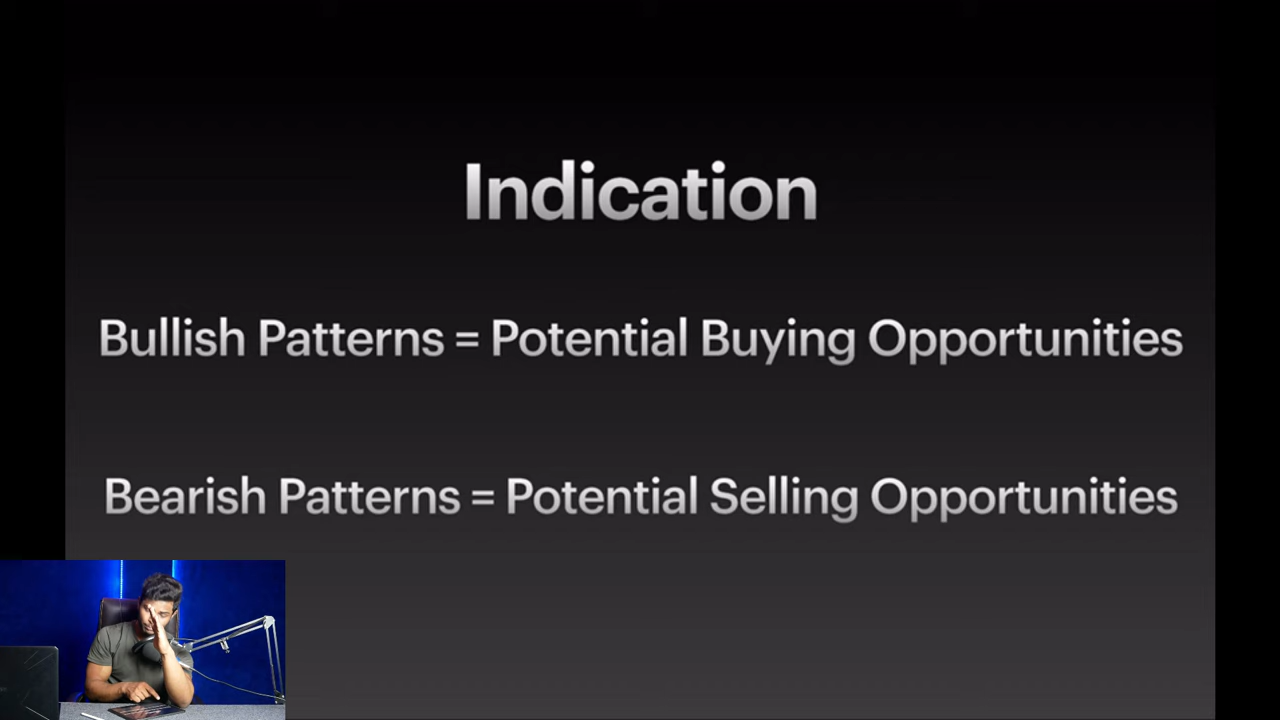 Indication
Bullish Patterns = Potential Buying Opportunities
Bearish Patterns = Potential Selling Opportunities